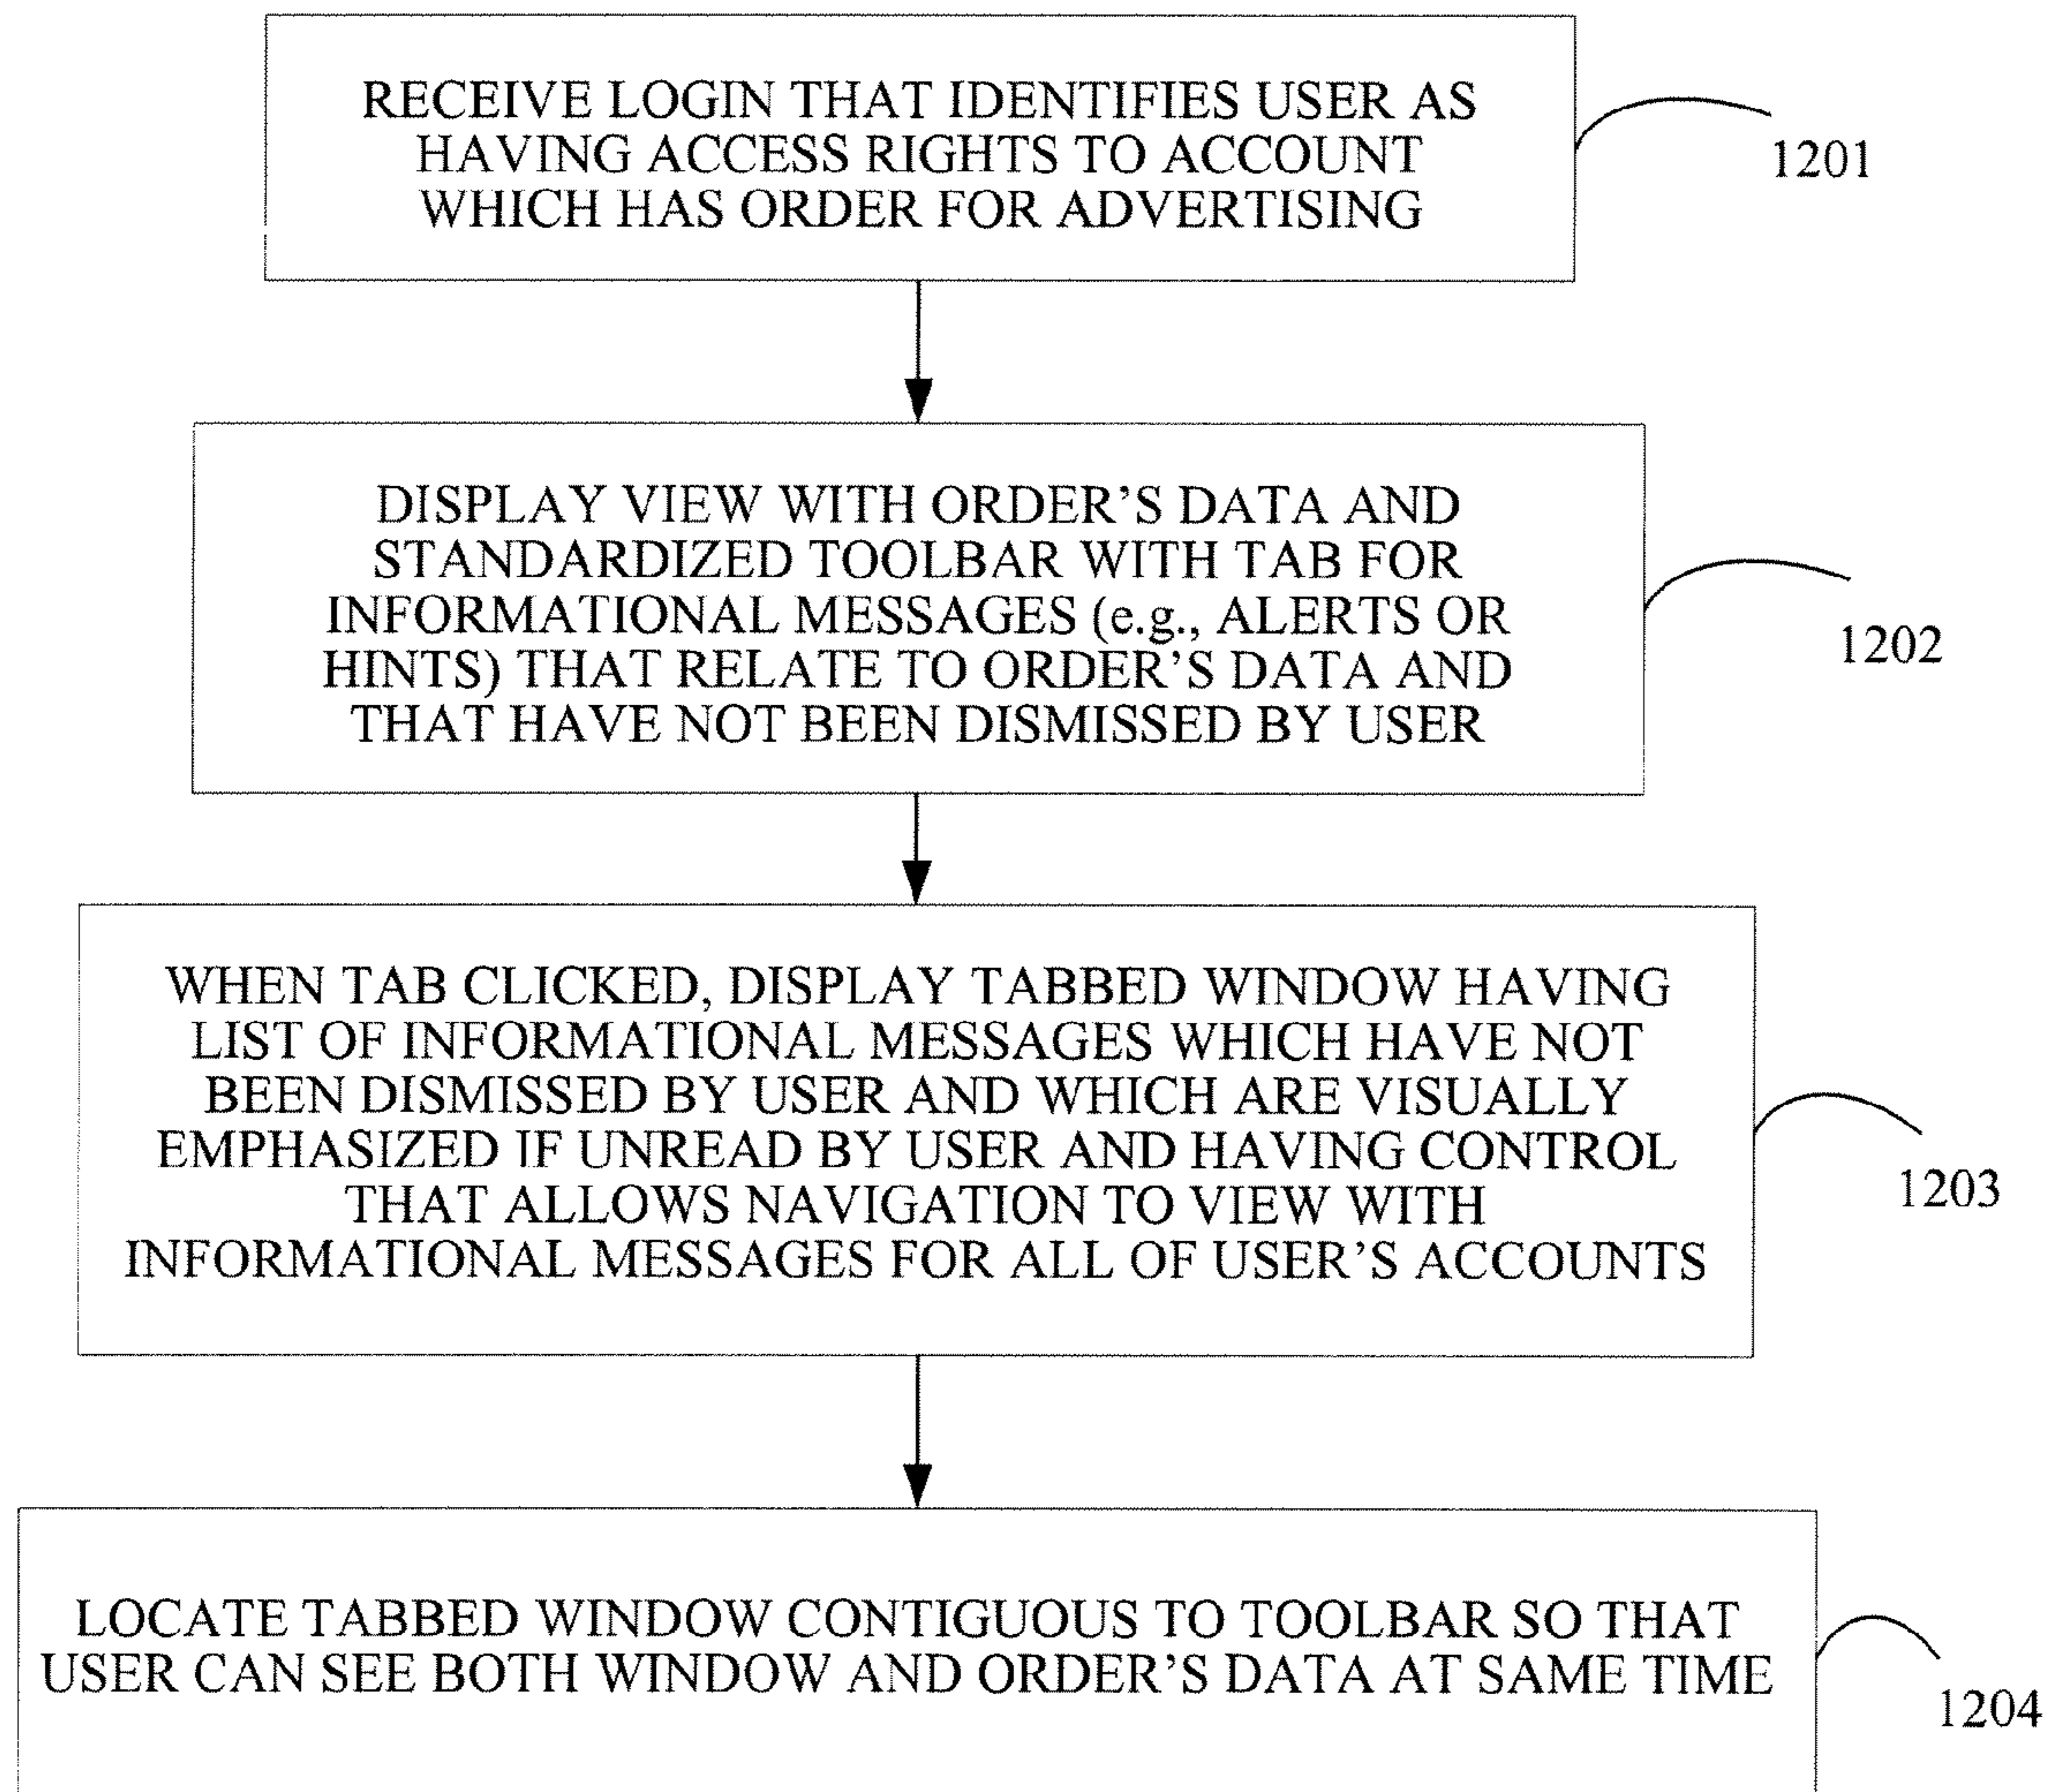 RECEIVE LOGIN THAT IDENTIFIES USER AS
HAVING ACCESS RIGHTS TO ACCOUNT
WHICH HAS ORDER FOR ADVERTISING
1201
DISPLAY VIEW WITH ORDER’S DATA AND
STANDARDIZED TOOLBAR WITH TAB FOR
INFORMATIONAL MESSAGES (e.g., ALERTS OR
HINTS) THAT RELATE TO ORDER’S DATA AND
THAT HAVE NOT BEEN DISMISSED BY USER
1202
WHEN TAB CLICKED, DISPLAY TABBED WINDOW HAVING
LIST OF INFORMATIONAL MESSAGES WHICH HAVE NOT
BEEN DISMISSED BY USER AND WHICH ARE VISUALLY
EMPHASIZED IF UNREAD BY USER AND HAVING CONTROL
THAT ALLOWS NAVIGATION TO VIEW WITH
INFORMATIONAL MESSAGES FOR ALL OF USER’S ACCOUNTS
1203
LOCATE TABBED WINDOW CONTIGUOUS TO TOOLBAR SO THAT
USER CAN SEE BOTH WINDOW AND ORDER’S DATA AT SAME TIME
1204